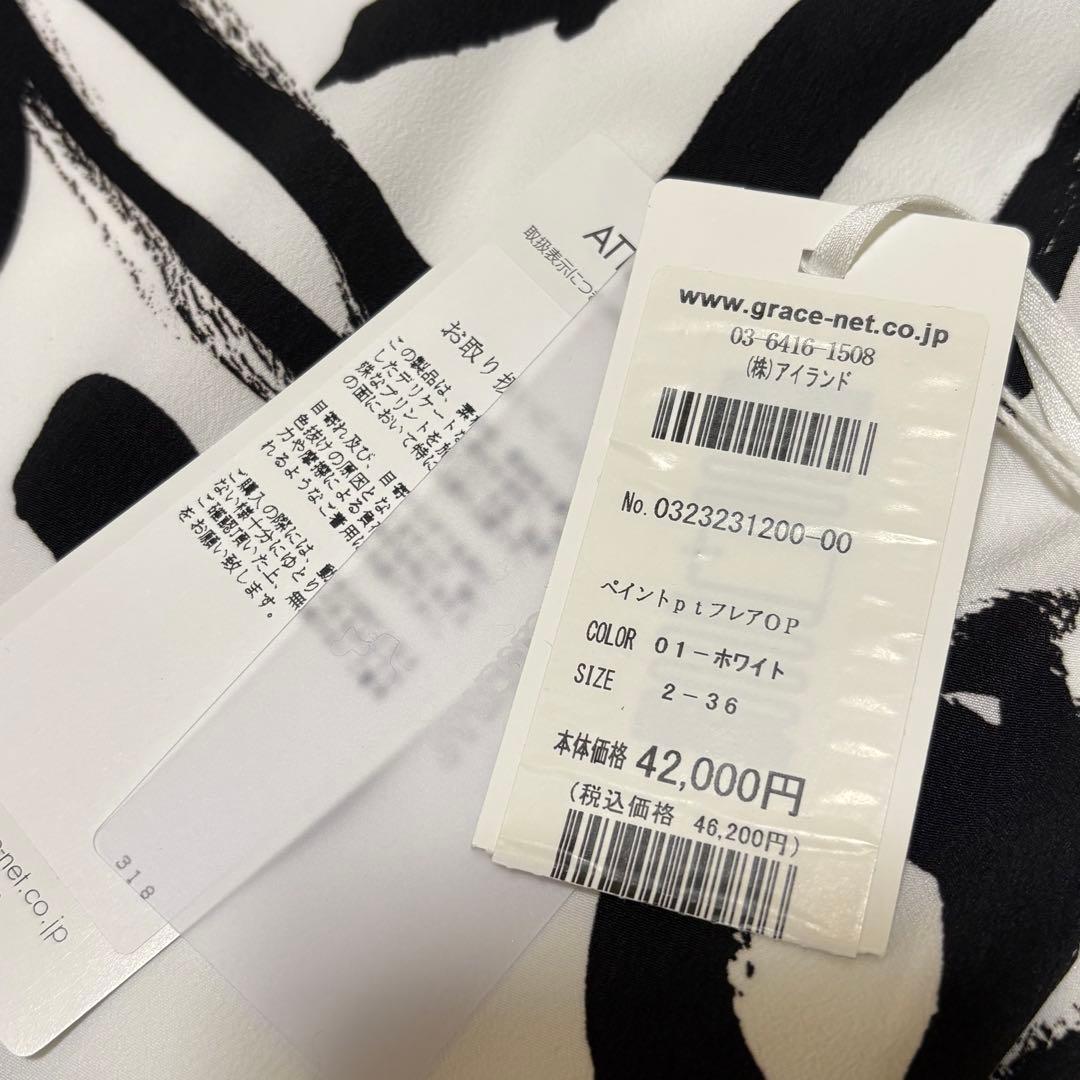 www.grace-net.co.jp
03-6416-1508
(株)アイランド
No. 0323231200-00
ペイントptフレアOP
COLOR 01-ホワイト
SIZE 2-36
本体価格 42,000円
(税込価格 46,200円)
ATT
取扱表示につ
お取り扱
この製品は、素
したデリケートな
殊なプリントを施
の面において特に
目寄れ及び、目寄
色抜けの原因とな
力や摩擦による負
れるようなご着用
ご購入の際には、動
ない様十分にゆとり
ご確認頂いた上、無
をお願い致します。
318
-net.co.jp